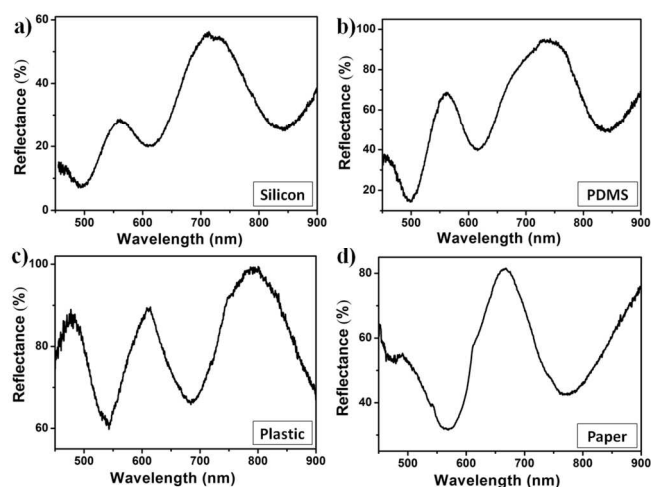 a)
60
40
20
0
Reflectance (%)
500 600 700 800 900
Wavelength (nm)
Silicon
b)
100
80
60
40
20
Reflectance (%)
500 600 700 800 900
Wavelength (nm)
PDMS
c)
100
80
60
Reflectance (%)
500 600 700 800 900
Wavelength (nm)
Plastic
d)
80
60
40
Reflectance (%)
500 600 700 800 900
Wavelength (nm)
Paper